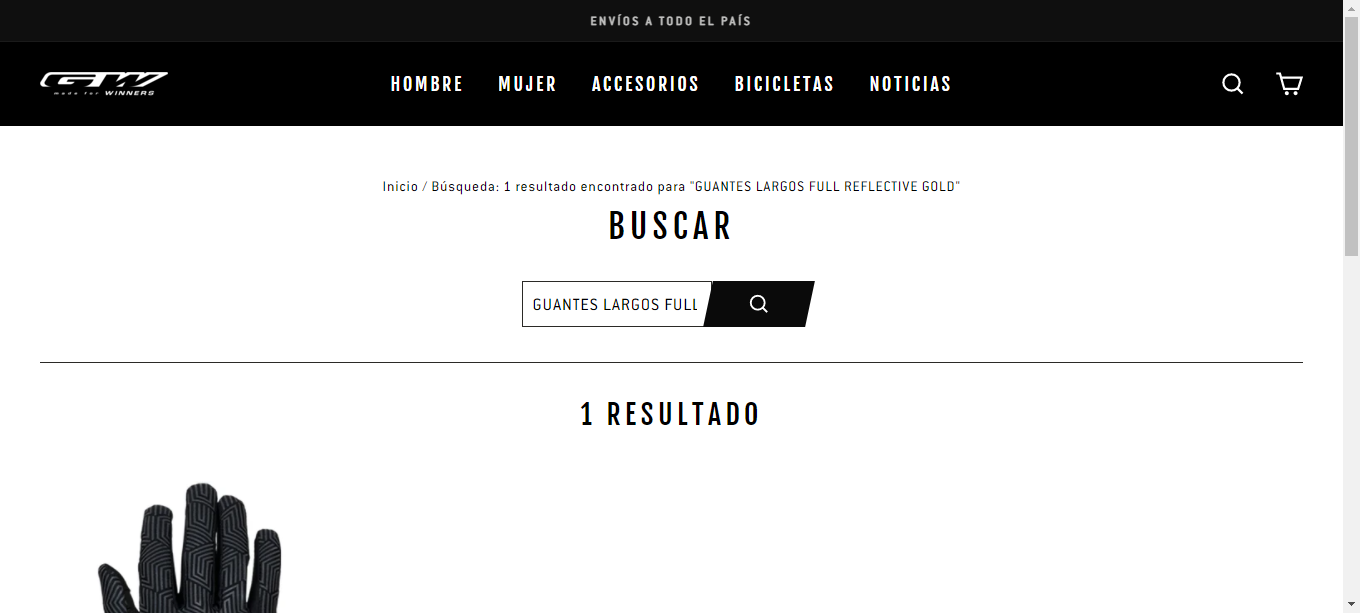 ENVÍOS A TODO EL PAÍS
GW
made for WINNERS
HOMBRE MUJER ACCESORIOS BICICLETAS NOTICIAS
Inicio / Búsqueda: 1 resultado encontrado para "GUANTES LARGOS FULL REFLECTIVE GOLD"
BUSCAR
GUANTES LARGOS FULL
1 RESULTADO